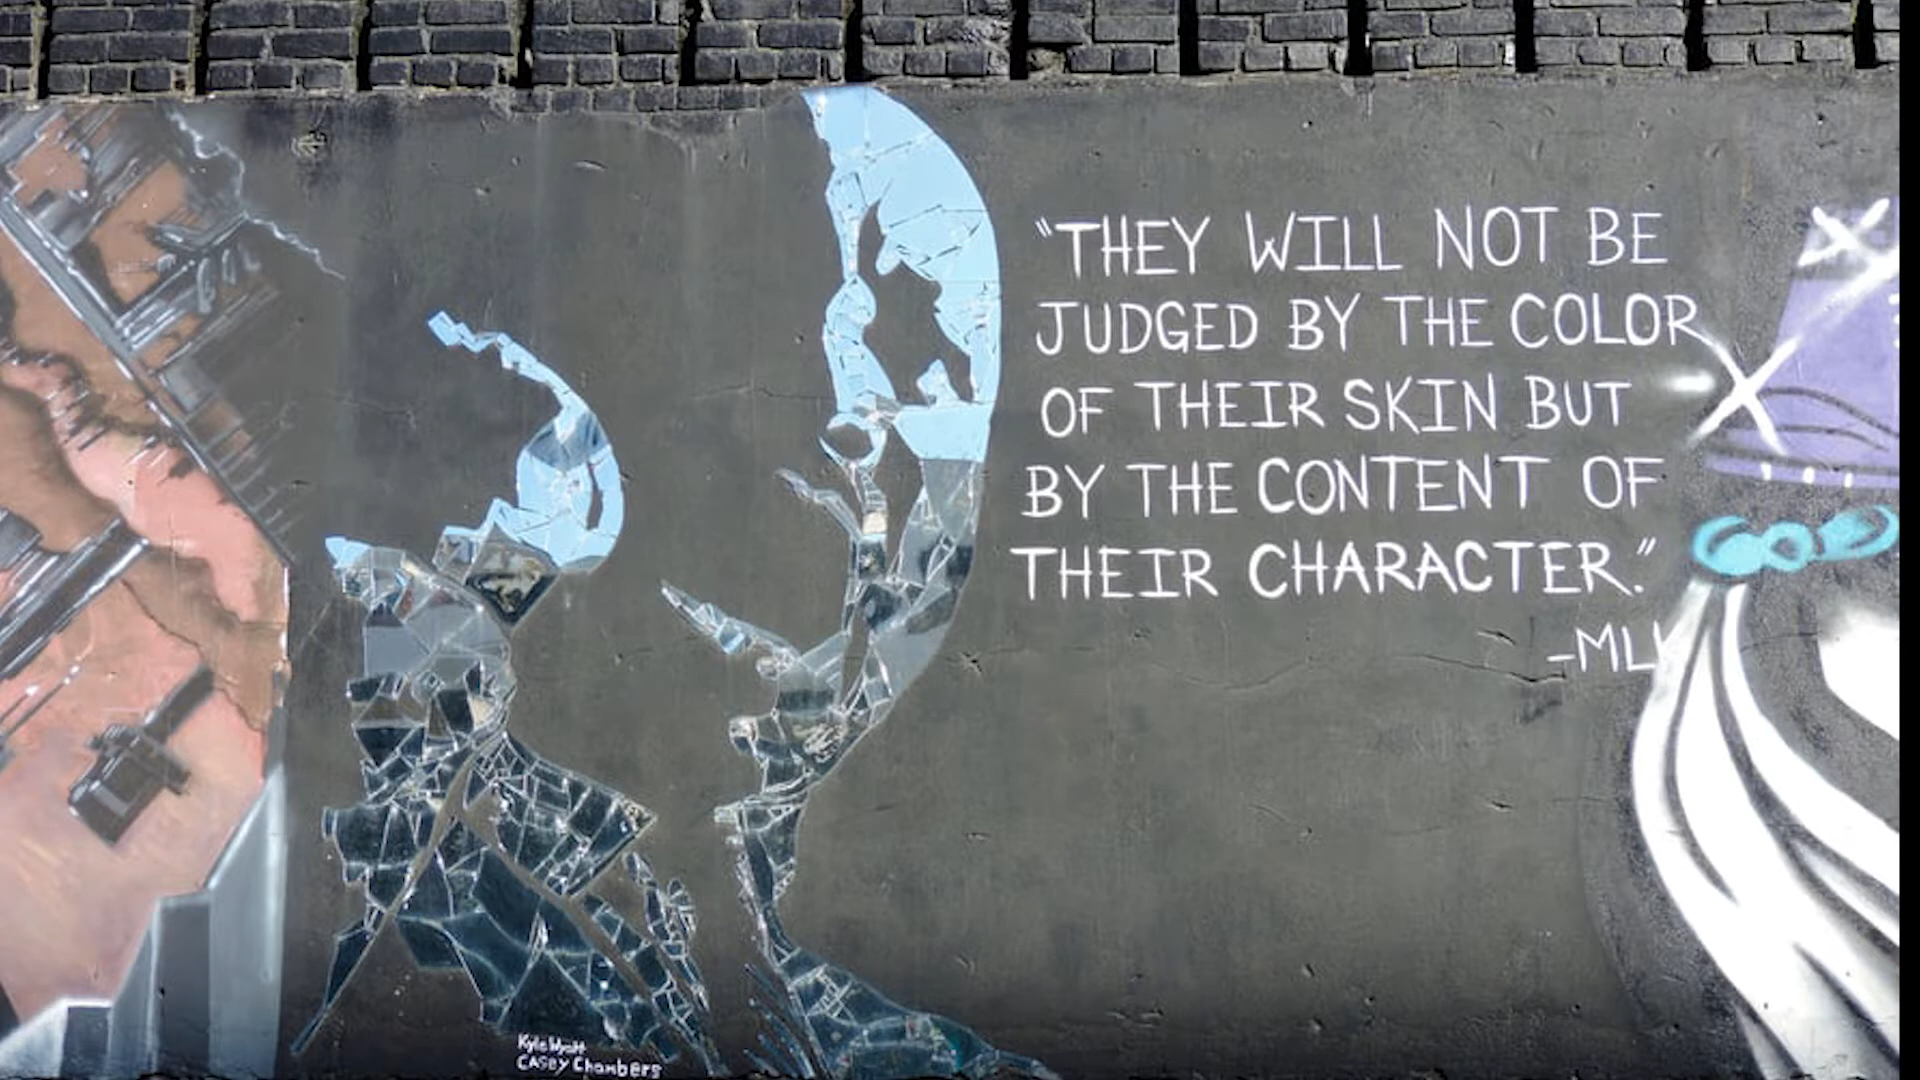 "THEY WILL NOT BE
JUDGED BY THE COLOR
OF THEIR SKIN BUT
BY THE CONTENT OF
THEIR CHARACTER."
-MLK
Kyle Wyatt
CASEY Chambers